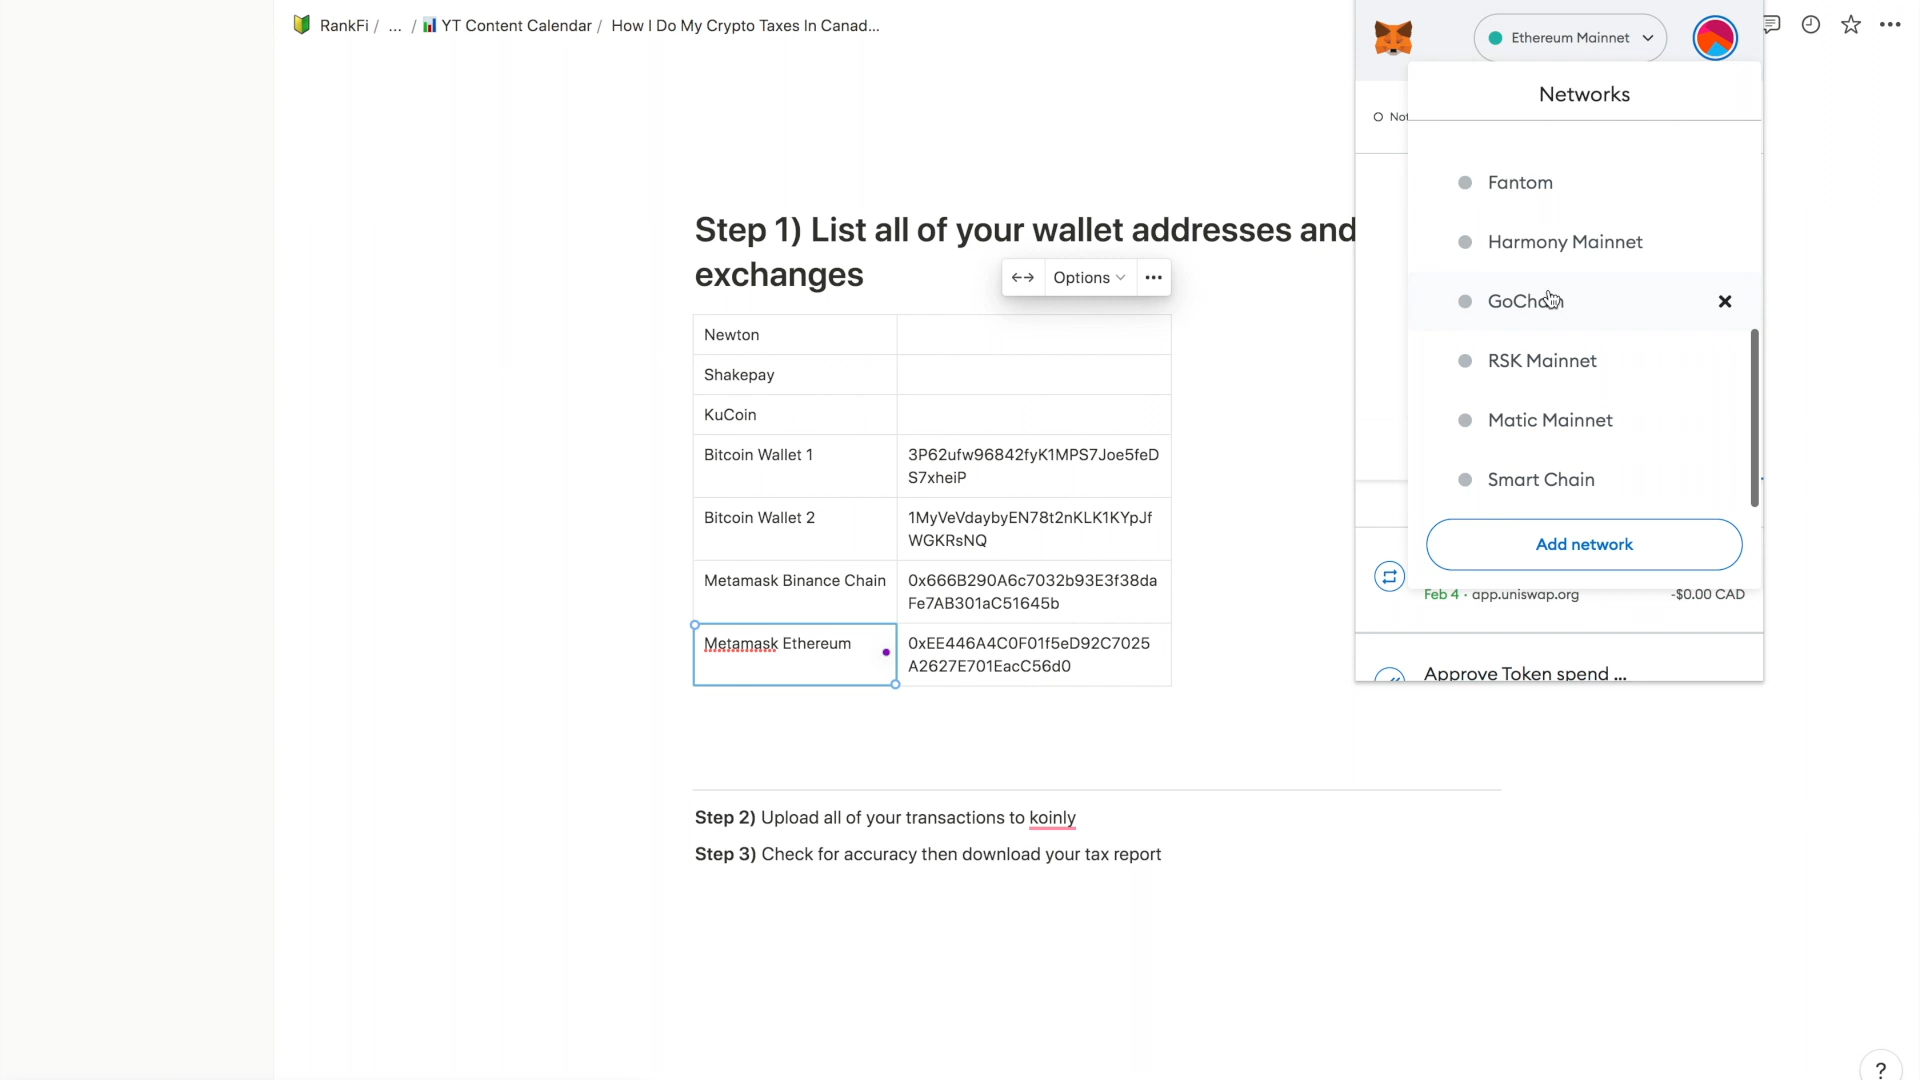 RankFi / ... / YT Content Calendar / How I Do My Crypto Taxes In Canad...
Ethereum Mainnet
Networks
Not
Fantom
Harmony Mainnet
GoChain
RSK Mainnet
Matic Mainnet
Smart Chain
Add network
Feb 4 · app.uniswap.org -$0.00 CAD
Approve Token spend ...
Step 1) List all of your wallet addresses and
exchanges
Options
Newton
Shakepay
KuCoin
Bitcoin Wallet 1
3P62ufw96842fyK1MPS7Joe5feD
S7xheiP
Bitcoin Wallet 2
1MyVeVdaybyEN78t2nKLK1KYpJf
WGKRsNQ
Metamask Binance Chain
0x666B290A6c7032b93E3f38da
Fe7AB301aC51645b
Metamask Ethereum
0xEE446A4C0F01f5eD92C7025
A2627E701EacC56d0
Step 2) Upload all of your transactions to koinly
Step 3) Check for accuracy then download your tax report
?